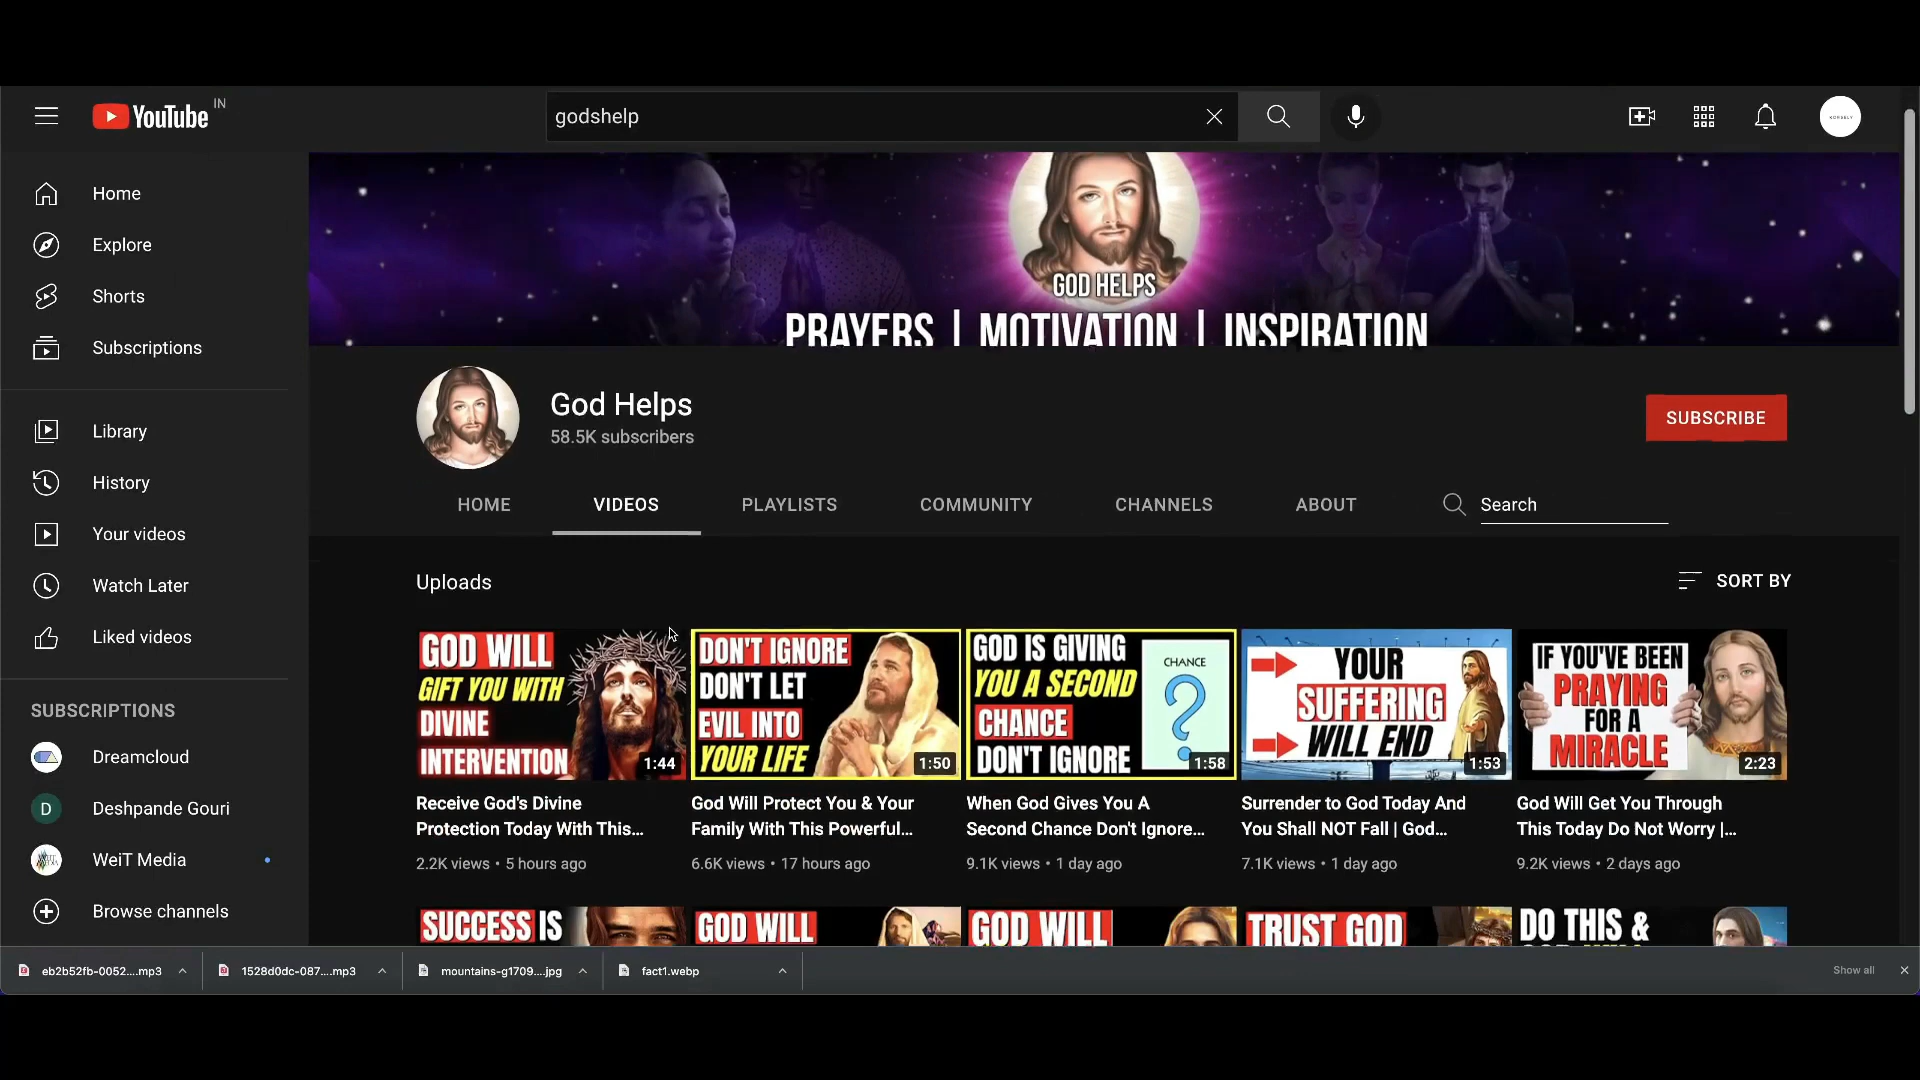 YouTube IN
godshelp
Home
Explore
Shorts
Subscriptions
Library
History
Your videos
Watch Later
Liked videos
SUBSCRIPTIONS
Dreamcloud
D
Deshpande Gouri
WeiT Media
Browse channels
GOD HELPS
PRAYERS | MOTIVATION | INSPIRATION
God Helps
58.5K subscribers
SUBSCRIBE
HOME
VIDEOS
PLAYLISTS
COMMUNITY
CHANNELS
ABOUT
Search
Uploads
SORT BY
GOD WILL
GIFT YOU WITH
DIVINE
INTERVENTION
1:44
Receive God's Divine
Protection Today With This...
2.2K views • 5 hours ago
DON'T IGNORE
DON'T LET
EVIL INTO
YOUR LIFE
1:50
God Will Protect You & Your
Family With This Powerful...
6.6K views • 17 hours ago
GOD IS GIVING
YOU A SECOND
CHANCE
DON'T IGNORE
CHANCE
?
1:58
When God Gives You A
Second Chance Don't Ignore...
9.1K views • 1 day ago
YOUR
SUFFERING
WILL END
1:53
Surrender to God Today And
You Shall NOT Fall | God...
7.1K views • 1 day ago
IF YOU'VE BEEN
PRAYING
FOR A
MIRACLE
2:23
God Will Get You Through
This Today Do Not Worry |...
9.2K views • 2 days ago
SUCCESS IS
GOD WILL
GOD WILL
TRUST GOD
DO THIS &
eb2b52fb-0052....mp3
1528d0dc-087....mp3
mountains-g1709....jpg
fact1.webp
Show all